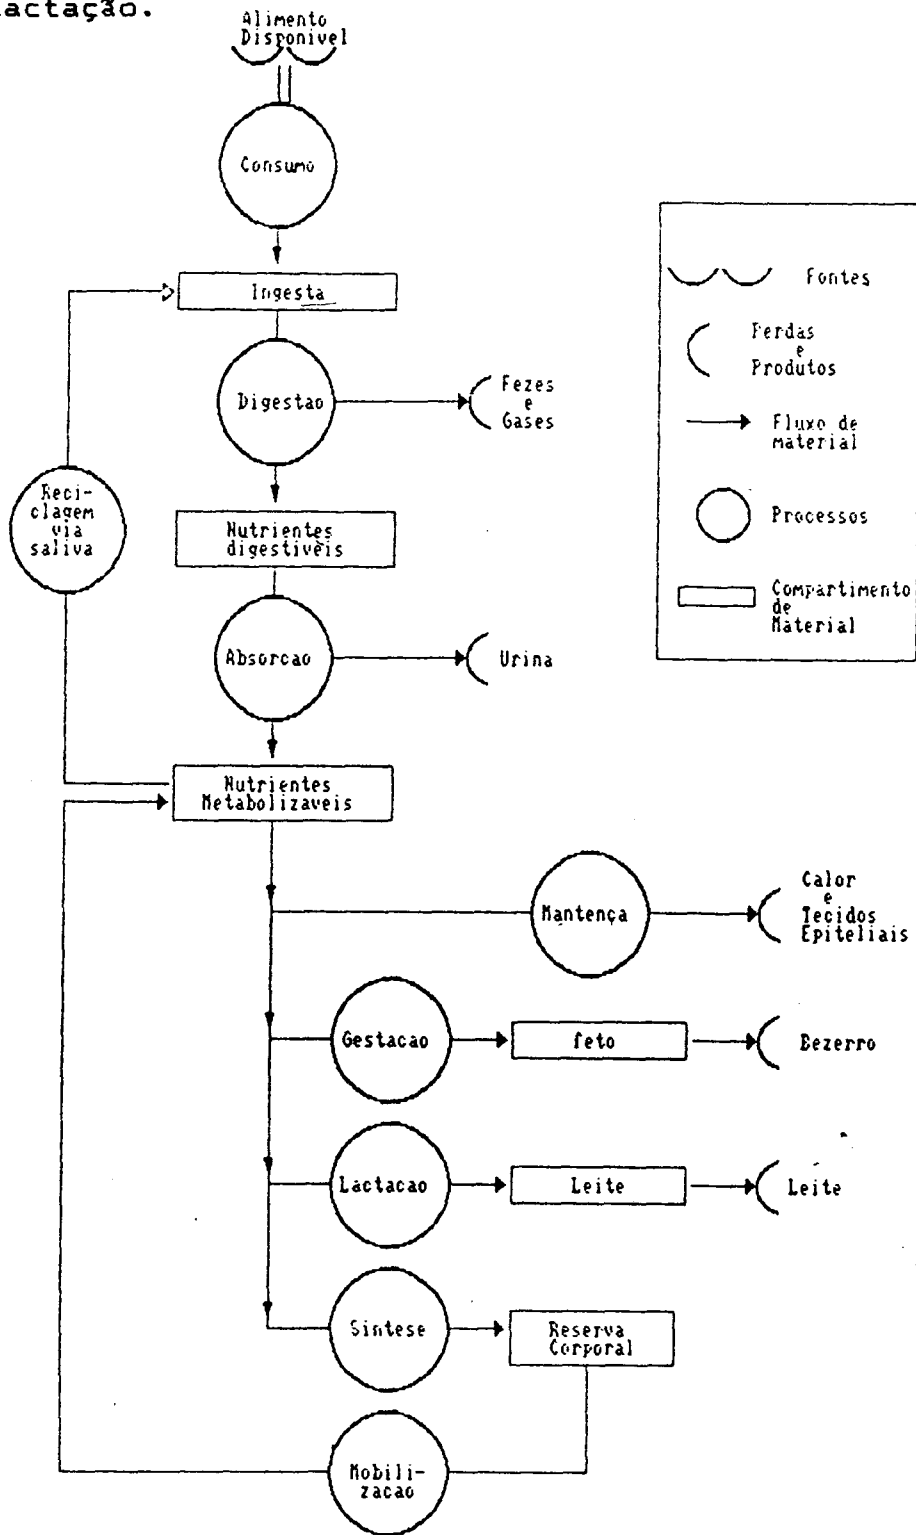 lactação.
Alimento
Disponivel
Consumo
Ingesta
Digestao
Fezes
e
Gases
Reci-
clagem
via
saliva
Nutrientes
digestiveis
Absorcao
Urina
Nutrientes
Metabolizaveis
Mantença
Calor
e
Tecidos
Epiteliais
Gestacao
feto
Bezerro
Lactacao
Leite
Leite
Sintese
Reserva
Corporal
Mobili-
zacao
Fontes
Perdas
e
Produtos
Fluxo de
material
Processos
Compartimento
de
Material